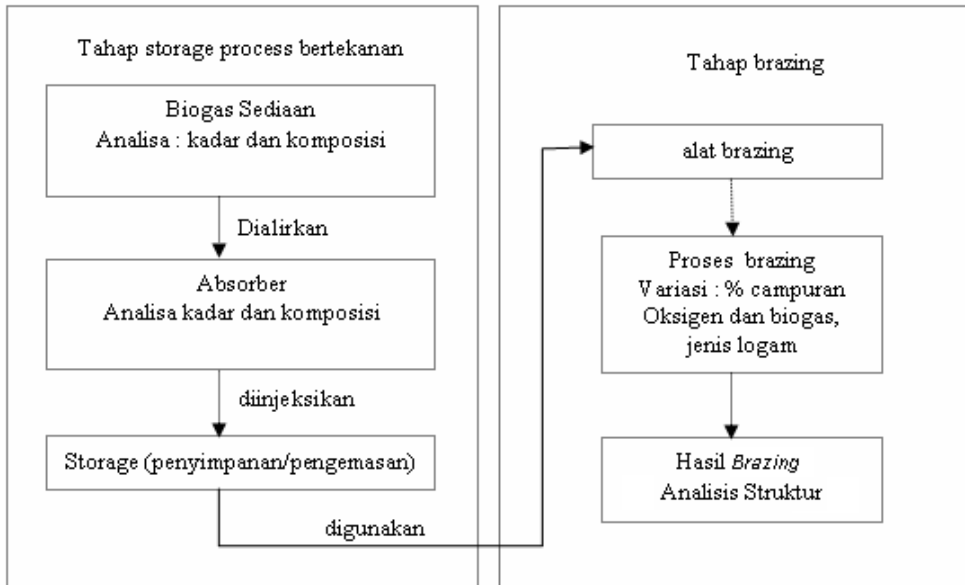 Tahap storage process bertekanan
Biogas Sediaan
Analisa : kadar dan komposisi
Dialirkan
Absorber
Analisa kadar dan komposisi
diinjeksikan
Storage (penyimpanan/pengemasan)
digunakan
Tahap brazing
alat brazing
Proses brazing
Variasi : % campuran
Oksigen dan biogas,
jenis logam
Hasil Brazing
Analisis Struktur